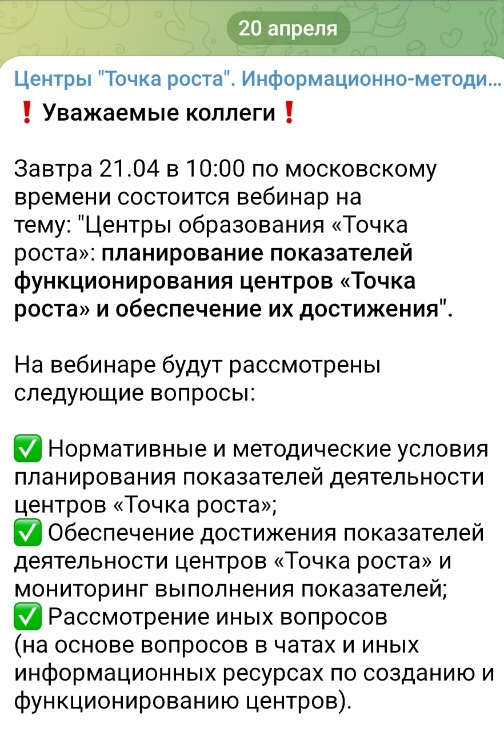 20 апреля
Центры "Точка роста". Информационно-методи...
❗ Уважаемые коллеги ❗
Завтра 21.04 в 10:00 по московскому
времени состоится вебинар на
тему: "Центры образования «Точка
роста»: планирование показателей
функционирования центров «Точка
роста» и обеспечение их достижения".
На вебинаре будут рассмотрены
следующие вопросы:
✅ Нормативные и методические условия
планирования показателей деятельности
центров «Точка роста»;
✅ Обеспечение достижения показателей
деятельности центров «Точка роста» и
мониторинг выполнения показателей;
✅ Рассмотрение иных вопросов
(на основе вопросов в чатах и иных
информационных ресурсах по созданию и
функционированию центров).